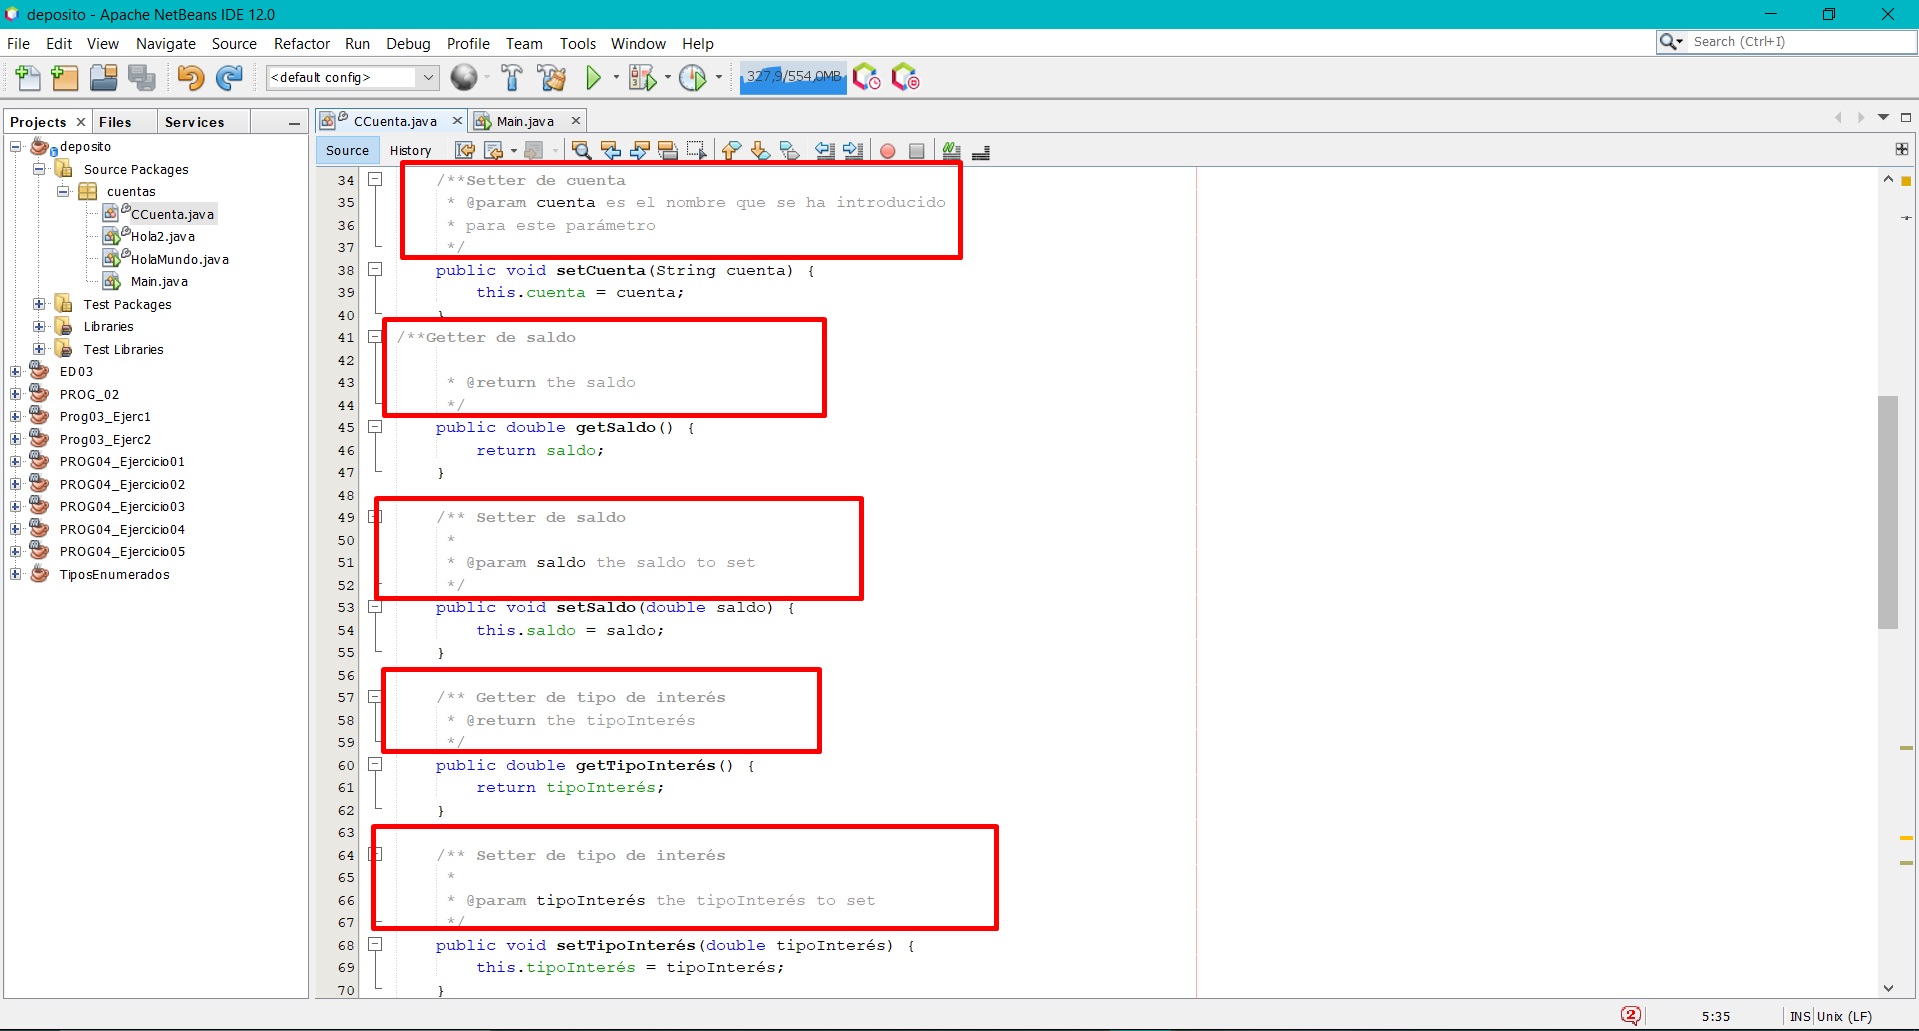 deposito - Apache NetBeans IDE 12.0
File Edit View Navigate Source Refactor Run Debug Profile Team Tools Window Help
Search (Ctrl+I)
<default config>
327,9/554,0MB
Projects Files Services
deposito
Source Packages
cuentas
CCuenta.java
Hola2.java
HolaMundo.java
Main.java
Test Packages
Libraries
Test Libraries
ED03
PROG_02
Prog03_Ejerc1
Prog03_Ejerc2
PROG04_Ejercicio01
PROG04_Ejercicio02
PROG04_Ejercicio03
PROG04_Ejercicio04
PROG04_Ejercicio05
TiposEnumerados
CCuenta.java Main.java
Source History
34 /**Setter de cuenta
35 * @param cuenta es el nombre que se ha introducido
36 * para este parámetro
37 */
38 public void setCuenta(String cuenta) {
39 this.cuenta = cuenta;
40 }
41 /**Getter de saldo
42
43 * @return the saldo
44 */
45 public double getSaldo() {
46 return saldo;
47 }
48
49 /** Setter de saldo
50 *
51 * @param saldo the saldo to set
52 */
53 public void setSaldo(double saldo) {
54 this.saldo = saldo;
55 }
56
57 /** Getter de tipo de interés
58 * @return the tipoInterés
59 */
60 public double getTipoInterés() {
61 return tipoInterés;
62 }
63
64 /** Setter de tipo de interés
65 *
66 * @param tipoInterés the tipoInterés to set
67 */
68 public void setTipoInterés(double tipoInterés) {
69 this.tipoInterés = tipoInterés;
70 }
2 5:35 INS Unix (LF)